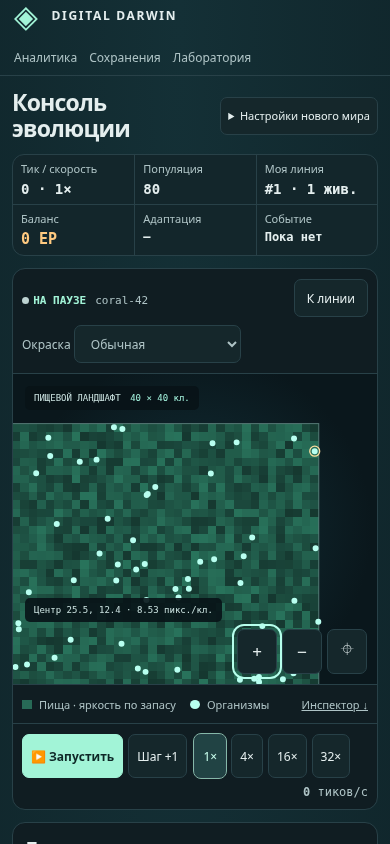 DIGITAL DARWIN
Аналитика Сохранения Лаборатория
Консоль
эволюции
▶ Настройки нового мира
Тик / скорость
0 · 1×
Популяция
80
Моя линия
#1 · 1 жив.
Баланс
0 EP
Адаптация
—
Событие
Пока нет
НА ПАУЗЕ coral-42
К линии
Окраска Обычная
ПИЩЕВОЙ ЛАНДШАФТ 40 × 40 кл.
Центр 25.5, 12.4 · 8.53 пикс./кл.
+ −
Пища · яркость по запасу Организмы Инспектор ↓
▶ Запустить Шаг +1 1× 4× 16× 32×
0 тиков/с